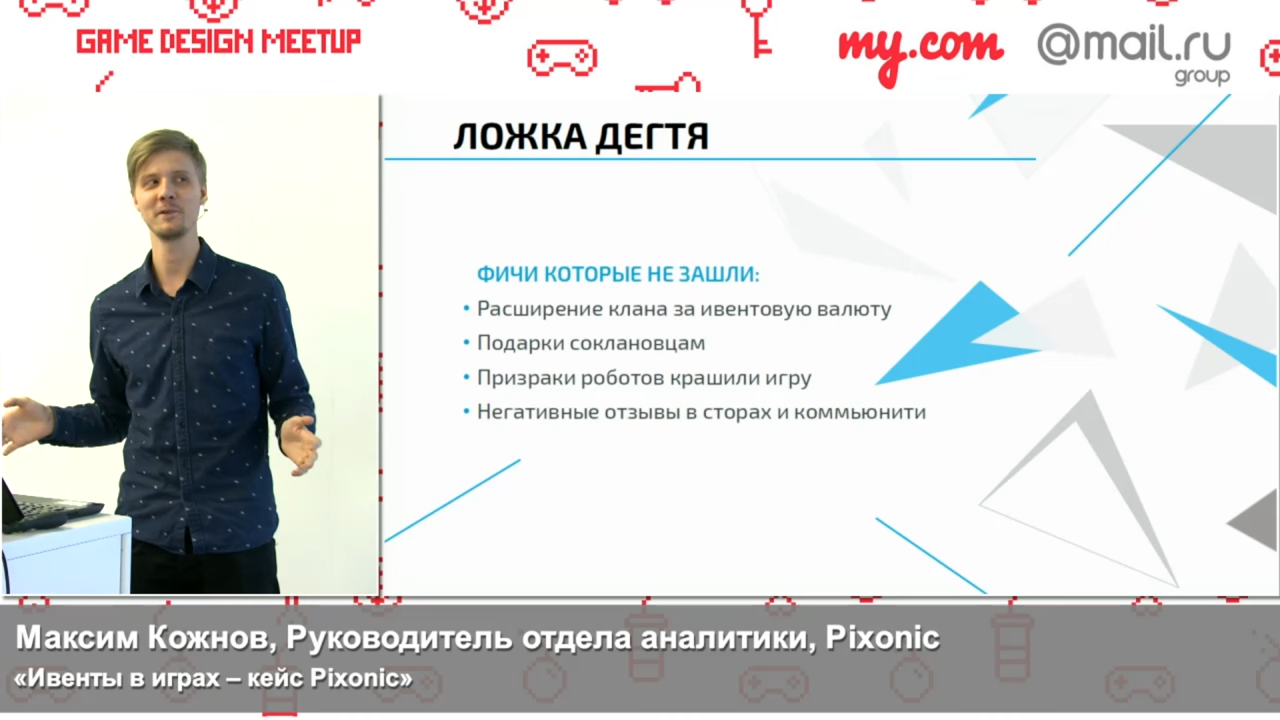 GAME DESIGN MEETUP
my.com
@mail.ru
group
ЛОЖКА ДЕГТЯ
ФИЧИ КОТОРЫЕ НЕ ЗАШЛИ:
• Расширение клана за ивентовую валюту
• Подарки соклановцам
• Призраки роботов крашили игру
• Негативные отзывы в сторах и коммьюнити
Максим Кожнов, Руководитель отдела аналитики, Pixonic
«Ивенты в играх – кейс Pixonic»